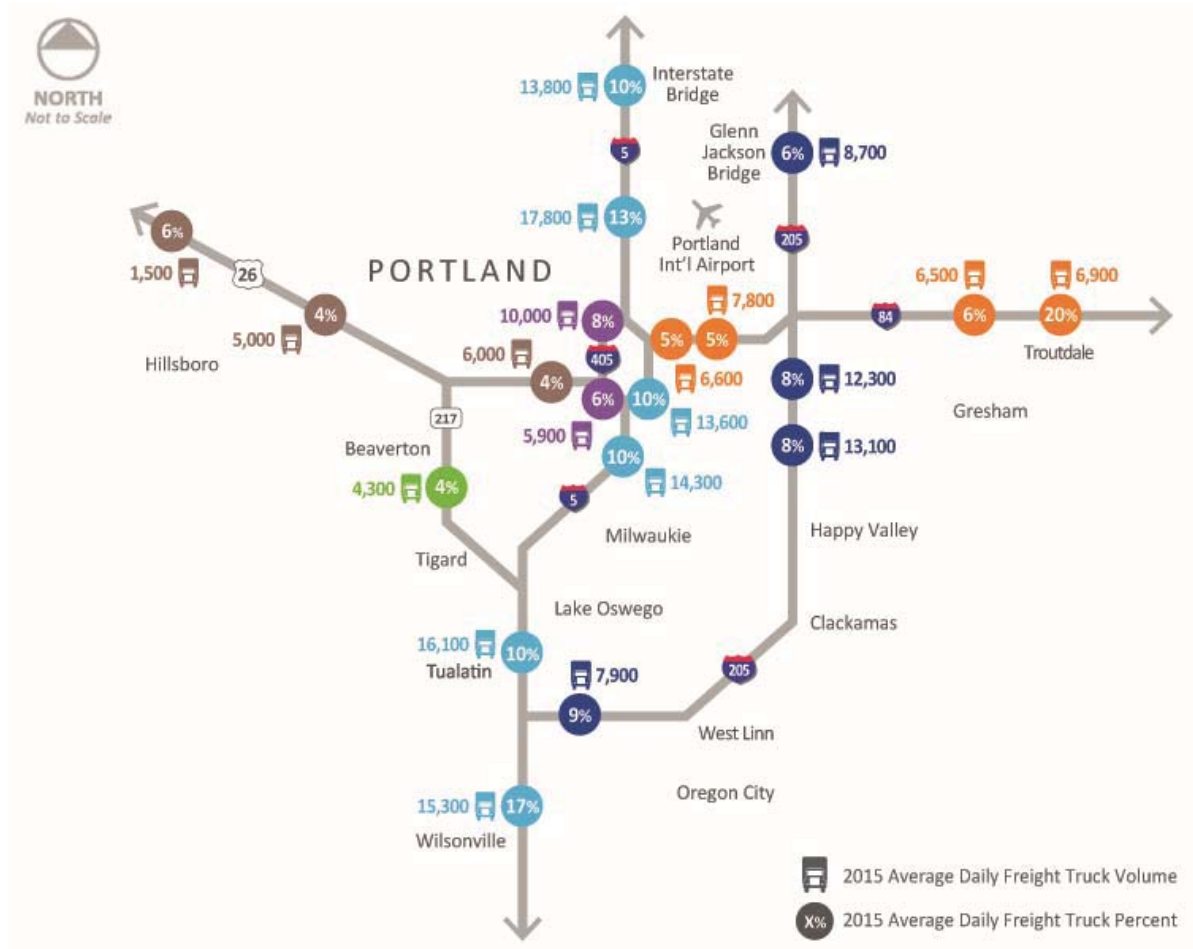 NORTH
Not to Scale
13,800
10%
Interstate
Bridge
5
Glenn
Jackson
Bridge
6%
8,700
17,800
13%
Portland
Int'l Airport
205
6%
1,500
26
PORTLAND
4%
5,000
Hillsboro
10,000
8%
405
7,800
5%
5%
6,600
84
6,500
6%
6,900
20%
Troutdale
Gresham
6,000
4%
6%
5,900
10%
13,600
8%
12,300
8%
13,100
217
Beaverton
4,300
4%
10%
14,300
5
Milwaukie
Happy Valley
Tigard
Lake Oswego
Clackamas
16,100
10%
Tualatin
7,900
9%
205
West Linn
Oregon City
15,300
17%
Wilsonville
2015 Average Daily Freight Truck Volume
X% 2015 Average Daily Freight Truck Percent